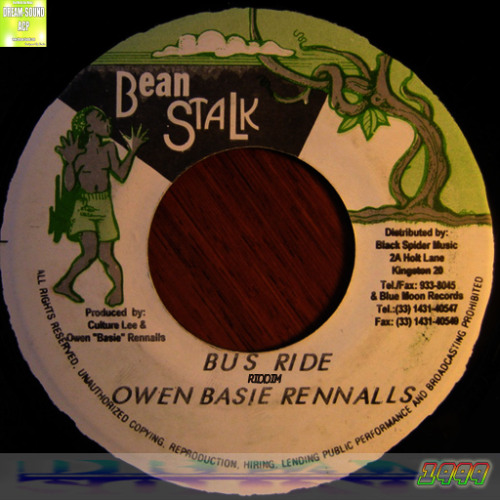 DREAM SOUND
Bean
STALK
Distributed by:
Black Spider Music
2A Holt Lane
Kingston 20
Tel./Fax: 933-8045
& Blue Moon Records
Tel.:(33) 1431-40547
Fax: (33) 1431-40549
Produced by:
Culture Lee &
Owen "Basie" Rennalls
BUS RIDE
RIDDIM
OWEN BASIE RENNALLS
ALL RIGHTS RESERVED, UNAUTHORIZED COPYING, REPRODUCTION, HIRING, LENDING PUBLIC PERFORMANCE AND BROADCASTING PROHIBITED
1999